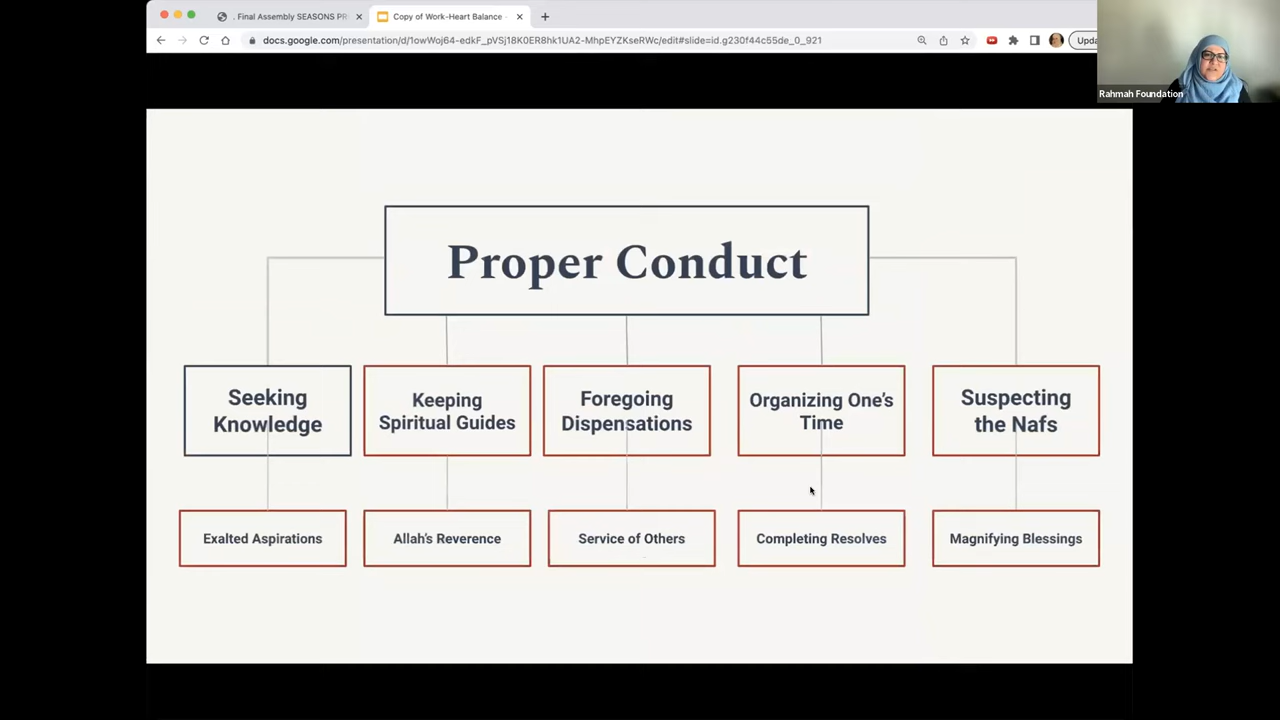 . Final Assembly SEASONS PR
Copy of Work-Heart Balance
docs.google.com/presentation/d/1owWoj64-edkF_pVSj18K0ER8hk1UA2-MhpEYZKseRWc/edit#slide=id.g230f44c55de_0_921
Upda
Rahmah Foundation
Proper Conduct
Seeking
Knowledge
Keeping
Spiritual Guides
Foregoing
Dispensations
Organizing One's
Time
Suspecting
the Nafs
Exalted Aspirations
Allah's Reverence
Service of Others
Completing Resolves
Magnifying Blessings